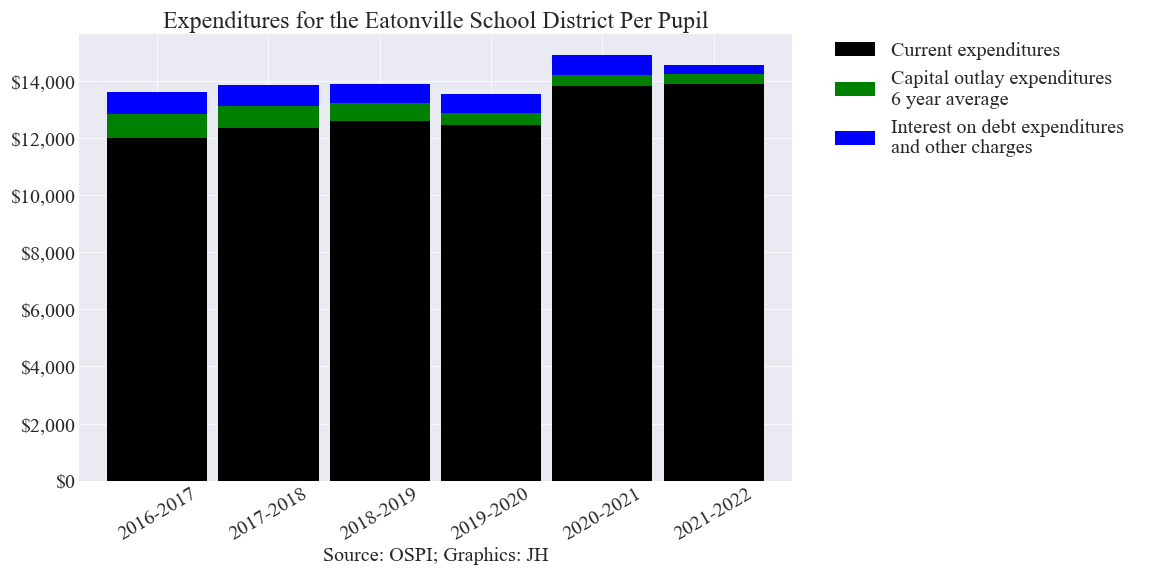 Expenditures for the Eatonville School District Per Pupil
$14,000
$12,000
$10,000
$8,000
$6,000
$4,000
$2,000
$0
2016-2017
2017-2018
2018-2019
2019-2020
2020-2021
2021-2022
Source: OSPI; Graphics: JH
Current expenditures
Capital outlay expenditures
6 year average
Interest on debt expenditures
and other charges